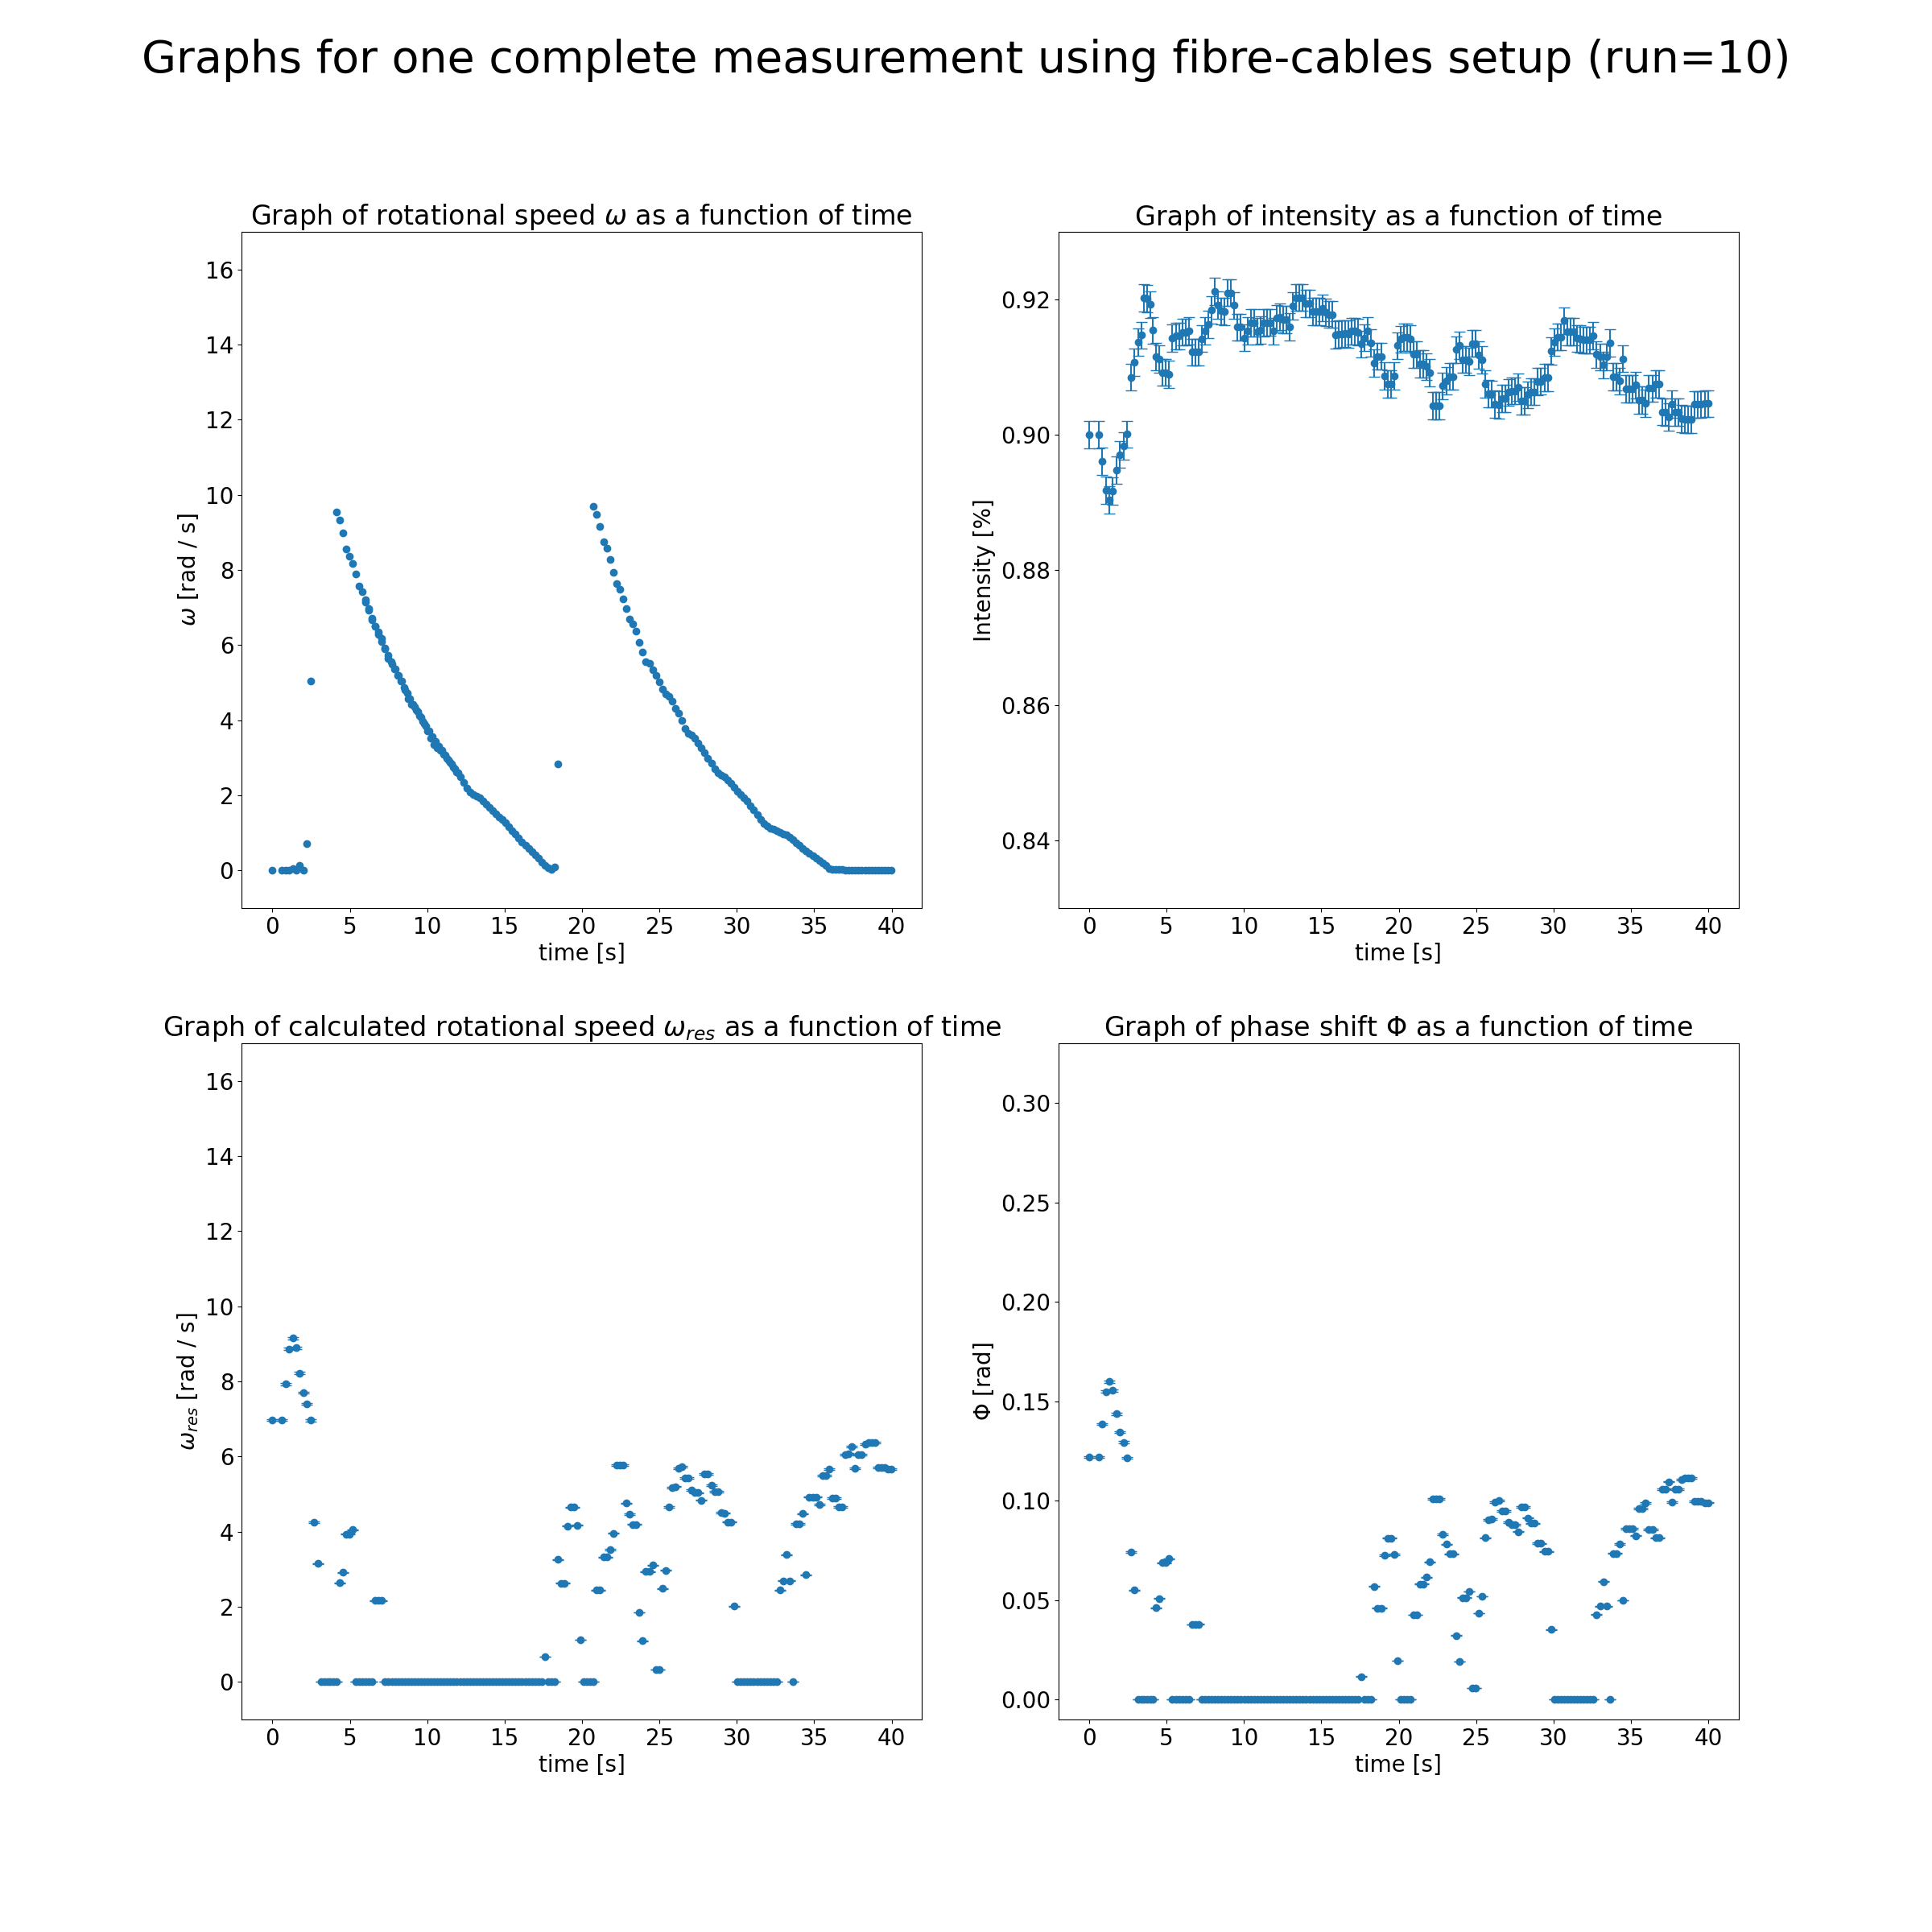 Graphs for one complete measurement using fibre-cables setup (run=10)
Graph of rotational speed ω as a function of time
16
14
12
10
8
6
4
2
0
ω [rad / s]
0 5 10 15 20 25 30 35 40
time [s]
Graph of intensity as a function of time
0.92
0.90
0.88
0.86
0.84
Intensity [%]
0 5 10 15 20 25 30 35 40
time [s]
Graph of calculated rotational speed ω_res as a function of time
16
14
12
10
8
6
4
2
0
ω_res [rad / s]
0 5 10 15 20 25 30 35 40
time [s]
Graph of phase shift Φ as a function of time
0.30
0.25
0.20
0.15
0.10
0.05
0.00
Φ [rad]
0 5 10 15 20 25 30 35 40
time [s]